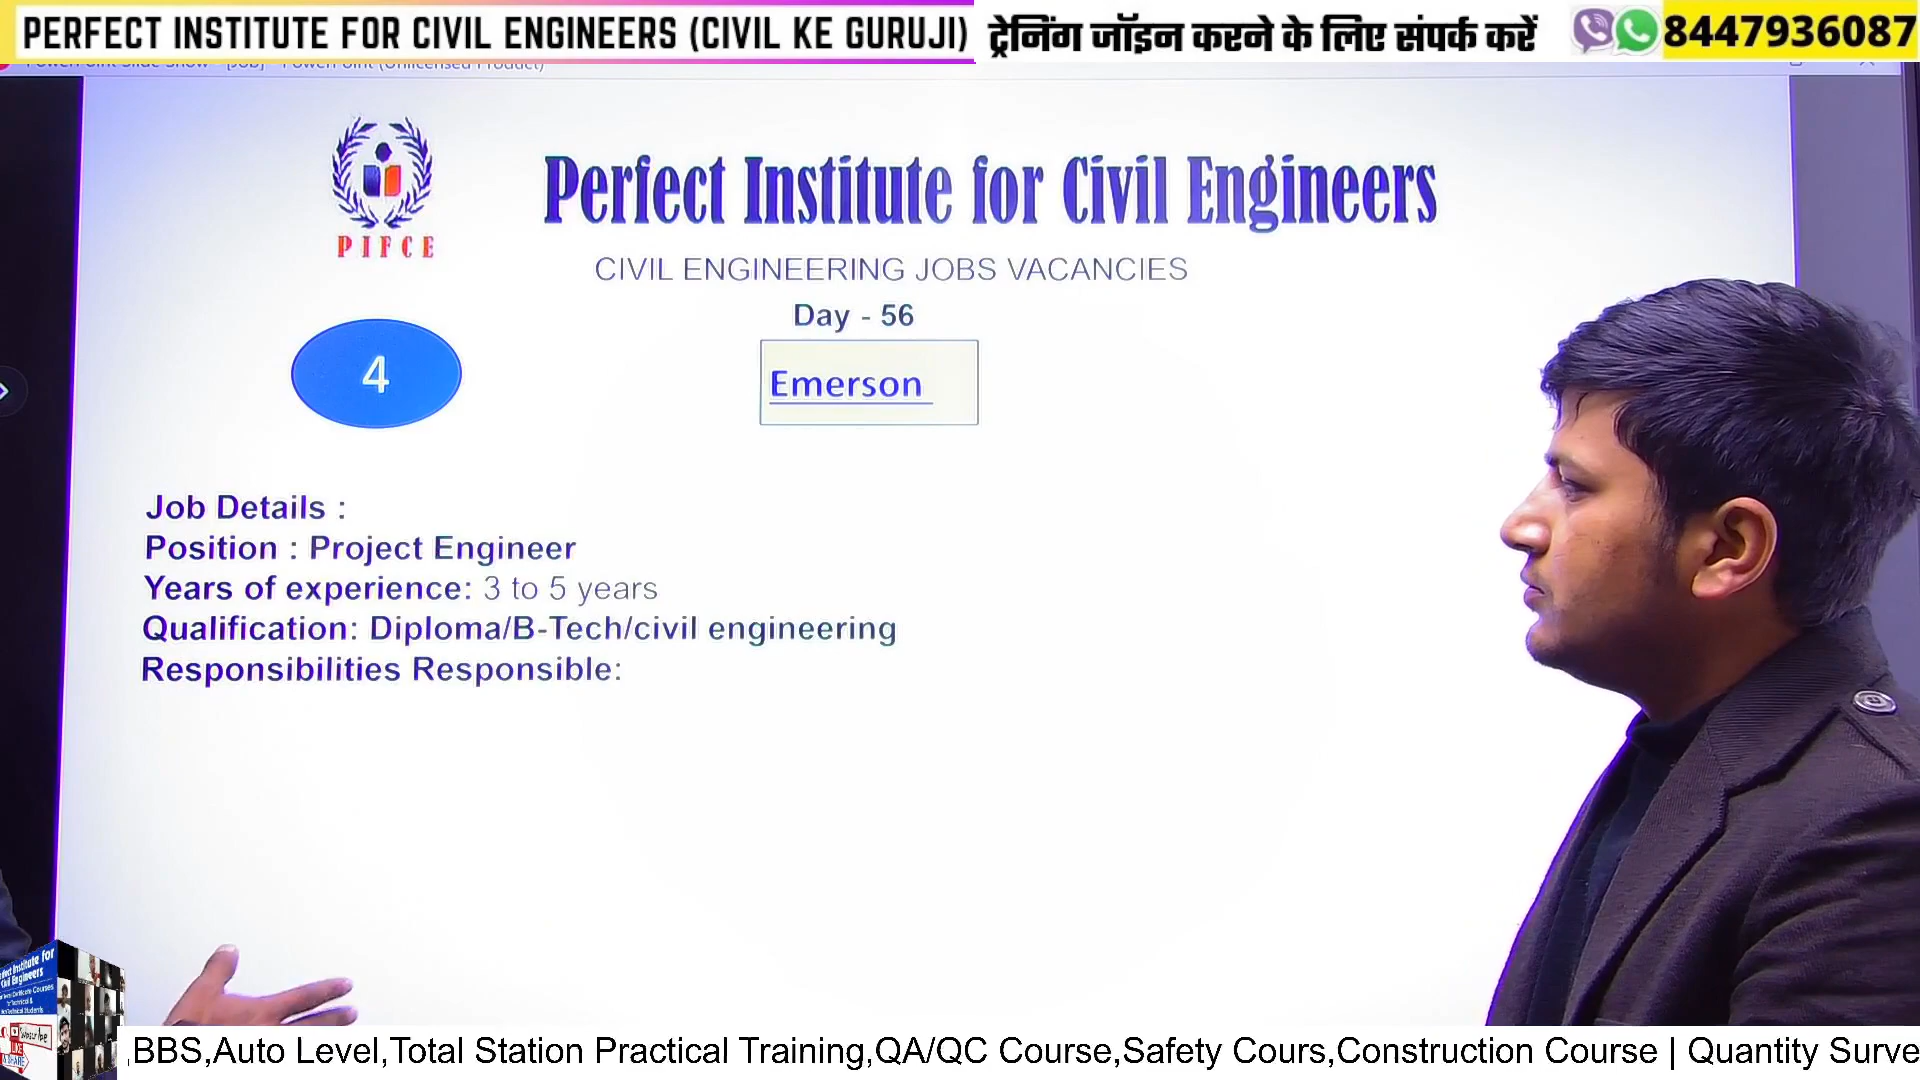 PERFECT INSTITUTE FOR CIVIL ENGINEERS (CIVIL KE GURUJI)
ट्रेनिंग जॉइन करने के लिए संपर्क करें
8447936087
PIFCE
Perfect Institute for Civil Engineers
CIVIL ENGINEERING JOBS VACANCIES
Day - 56
4
Emerson
Job Details :
Position : Project Engineer
Years of experience: 3 to 5 years
Qualification: Diploma/B-Tech/civil engineering
Responsibilities Responsible:
,BBS,Auto Level,Total Station Practical Training,QA/QC Course,Safety Cours,Construction Course | Quantity Surve